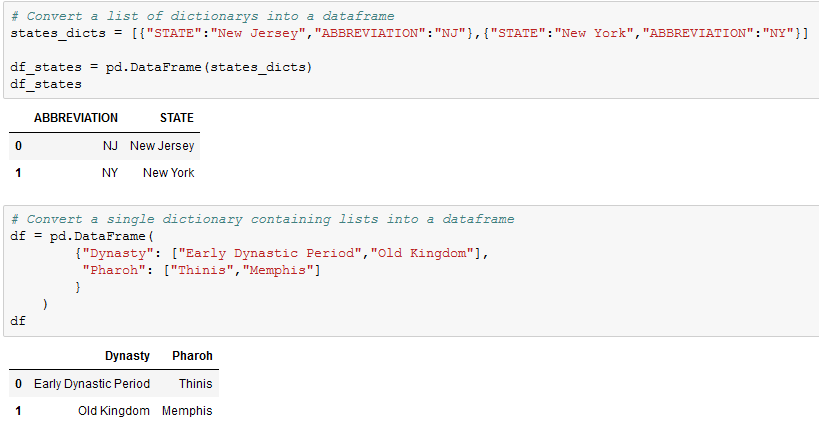 # Convert a list of dictionarys into a dataframe
states_dicts = [{"STATE":"New Jersey","ABBREVIATION":"NJ"},{"STATE":"New York","ABBREVIATION":"NY"}]
df_states = pd.DataFrame(states_dicts)
df_states
ABBREVIATION STATE
0 NJ New Jersey
1 NY New York
# Convert a single dictionary containing lists into a dataframe
df = pd.DataFrame(
{"Dynasty": ["Early Dynastic Period","Old Kingdom"],
"Pharoh": ["Thinis","Memphis"]
}
)
df
Dynasty Pharoh
0 Early Dynastic Period Thinis
1 Old Kingdom Memphis